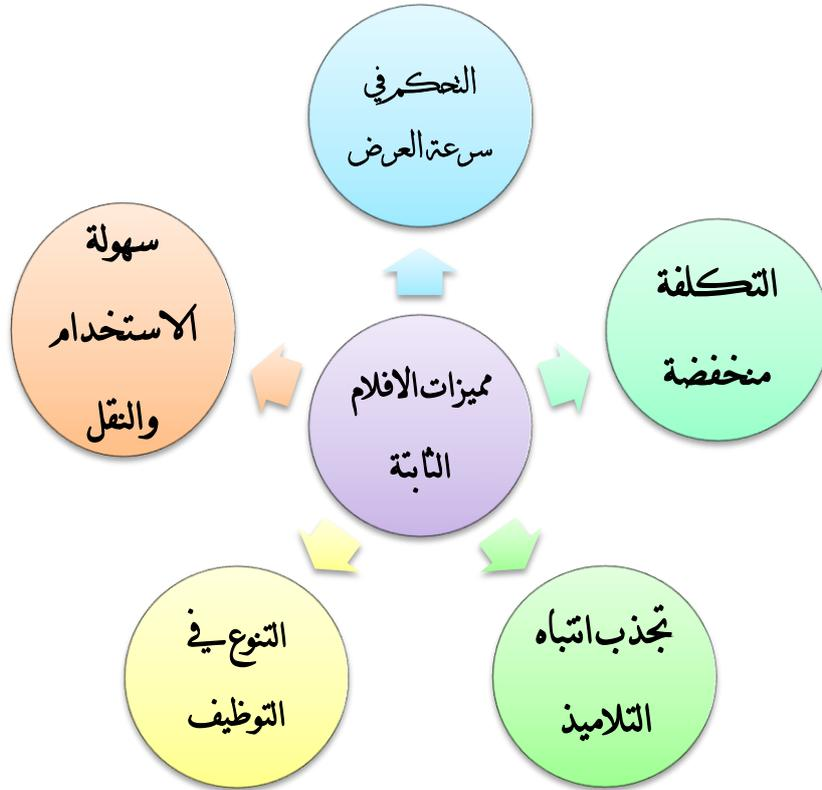 التحكم في
سرعة العرض
التكلفة
منخفضة
سهولة
الاستخدام
والنقل
مميزات الافلام
الثابتة
تجذب انتباه
التلاميذ
التنوع في
التوظيف